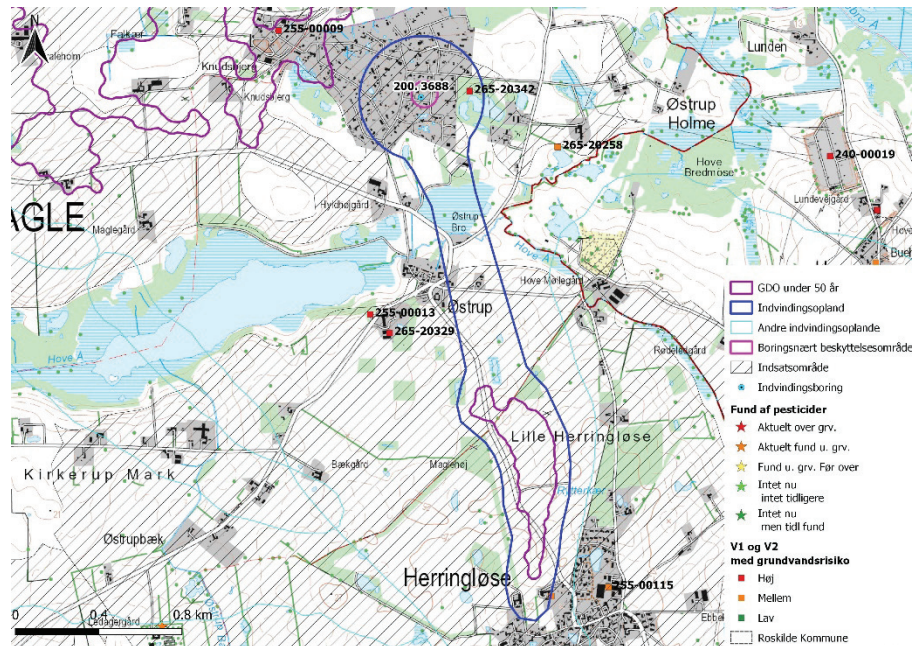 N
Falkær
255-00009
Knudsbjerg
200. 3688
265-20342
Lunden
Østrup
Holme
265-20258
240-00019
Hove
Bredmose
Lundevejgård
Hyldhøjgård
AGLE
Maglegård
Østrup
Bro
Hove Å
Hove Møllegård
Østrup
255-00013
265-20329
Hove Å
Lille Herringløse
Kirkerup Mark
Bækgård
Maglehøj
Rytterkær
Østrupbæk
Herringløse
255-00115
0
0.4
0.8 km
Ladagergård
GDO under 50 år
Indvindingsopland
Andre indvindingsoplande
Boringsnært beskyttelsesområde
Indsatsområde
Indvindingsboring
Fund af pesticider
Aktuelt over grv.
Aktuelt fund u. grv.
Fund u. grv. Før over
Intet nu
intet tidligere
Intet nu
men tidl fund
V1 og V2
med grundvandsrisiko
Høj
Mellem
Lav
Roskilde Kommune